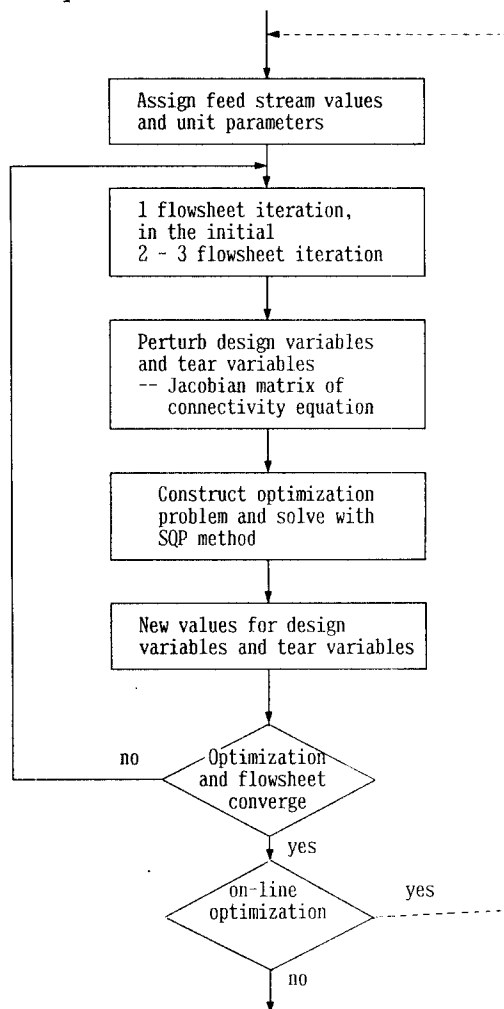 Assign feed stream values
and unit parameters
1 flowsheet iteration,
in the initial
2 - 3 flowsheet iteration
Perturb design variables
and tear variables
-- Jacobian matrix of
connectivity equation
Construct optimization
problem and solve with
SQP method
New values for design
variables and tear variables
no
Optimization
and flowsheet
converge
yes
on-line
optimization
yes
no